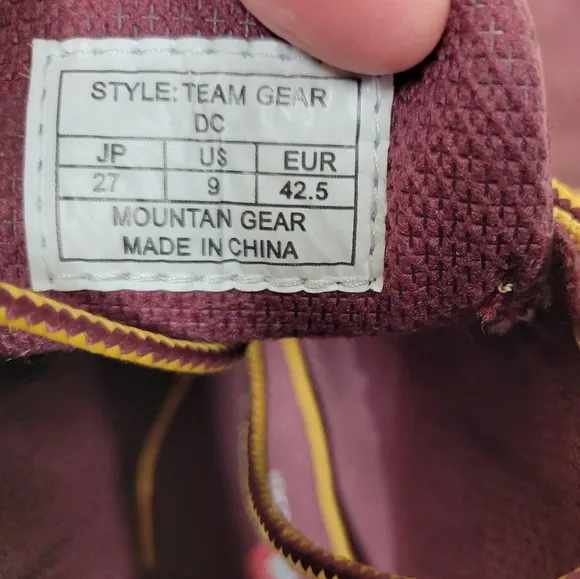 STYLE: TEAM GEAR
DC
JP US EUR
27 9 42.5
MOUNTAN GEAR
MADE IN CHINA